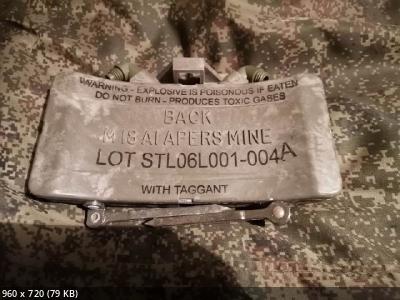 WARNING - EXPLOSIVE IS POISONOUS IF EATEN
DO NOT BURN - PRODUCES TOXIC GASES
BACK
M18A1 APERS MINE
LOT STL06L001-004A
WITH TAGGANT
960 x 720 (79 KB)